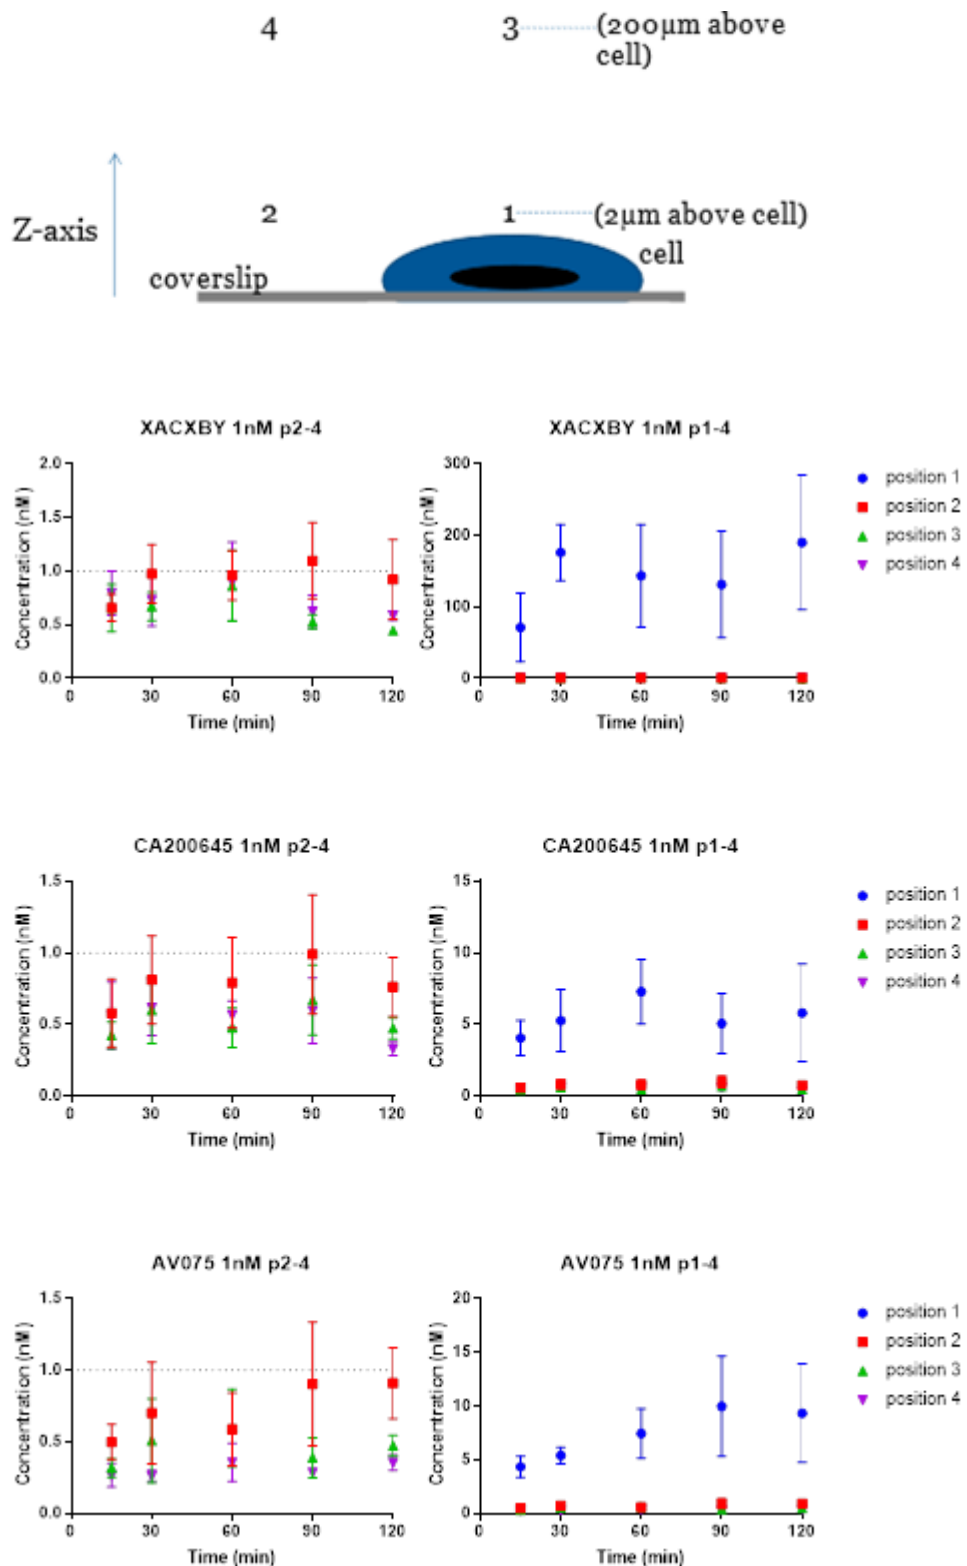 4 3 (200µm above
cell)
2 1 (2µm above cell)
Z-axis
cell
coverslip
XACXBY 1nM p2-4
Concentration (nM)
2.0
1.5
1.0
0.5
0.0
0 30 60 90 120
Time (min)
XACXBY 1nM p1-4
Concentration (nM)
300
200
100
0
0 30 60 90 120
Time (min)
position 1
position 2
position 3
position 4
CA200645 1nM p2-4
Concentration (nM)
1.5
1.0
0.5
0.0
0 30 60 90 120
Time (min)
CA200645 1nM p1-4
Concentration (nM)
15
10
5
0
0 30 60 90 120
Time (min)
position 1
position 2
position 3
position 4
AV075 1nM p2-4
Concentration (nM)
1.5
1.0
0.5
0.0
0 30 60 90 120
Time (min)
AV075 1nM p1-4
Concentration (nM)
20
15
10
5
0
0 30 60 90 120
Time (min)
position 1
position 2
position 3
position 4